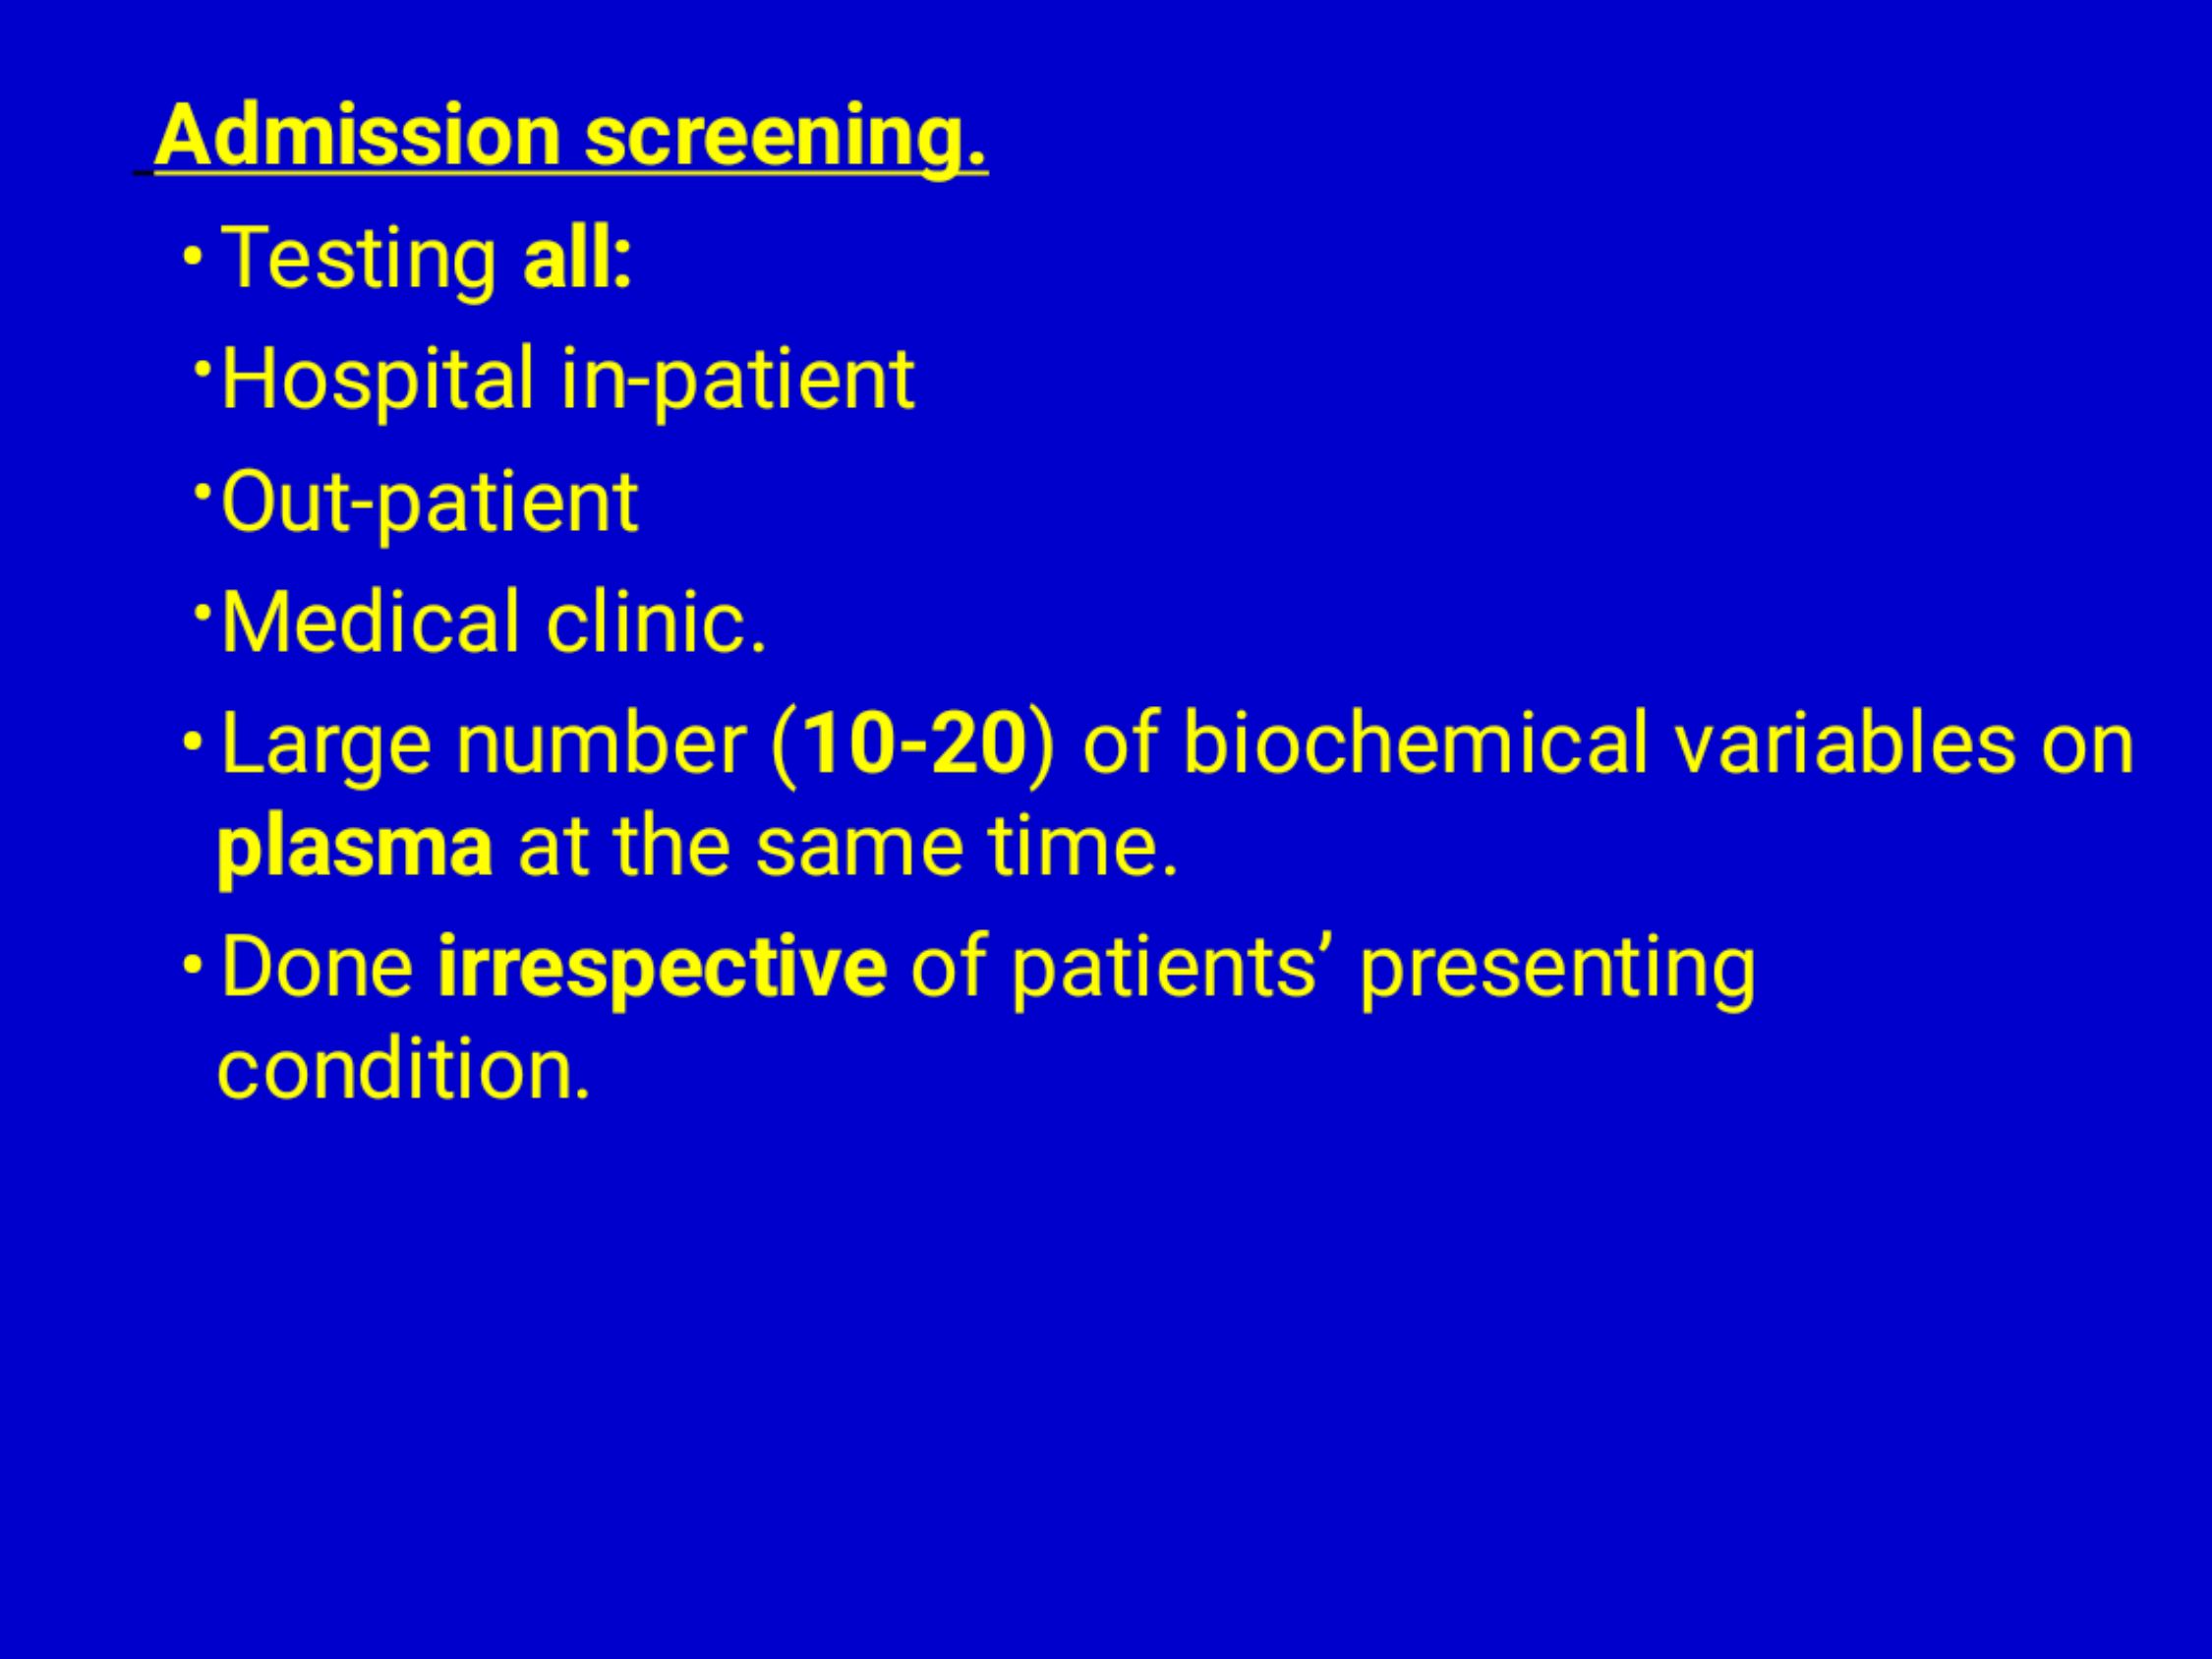 Admission screening.
• Testing all:
• Hospital in-patient
• Out-patient
• Medical clinic.
• Large number (10-20) of biochemical variables on
plasma at the same time.
• Done irrespective of patients’ presenting
condition.